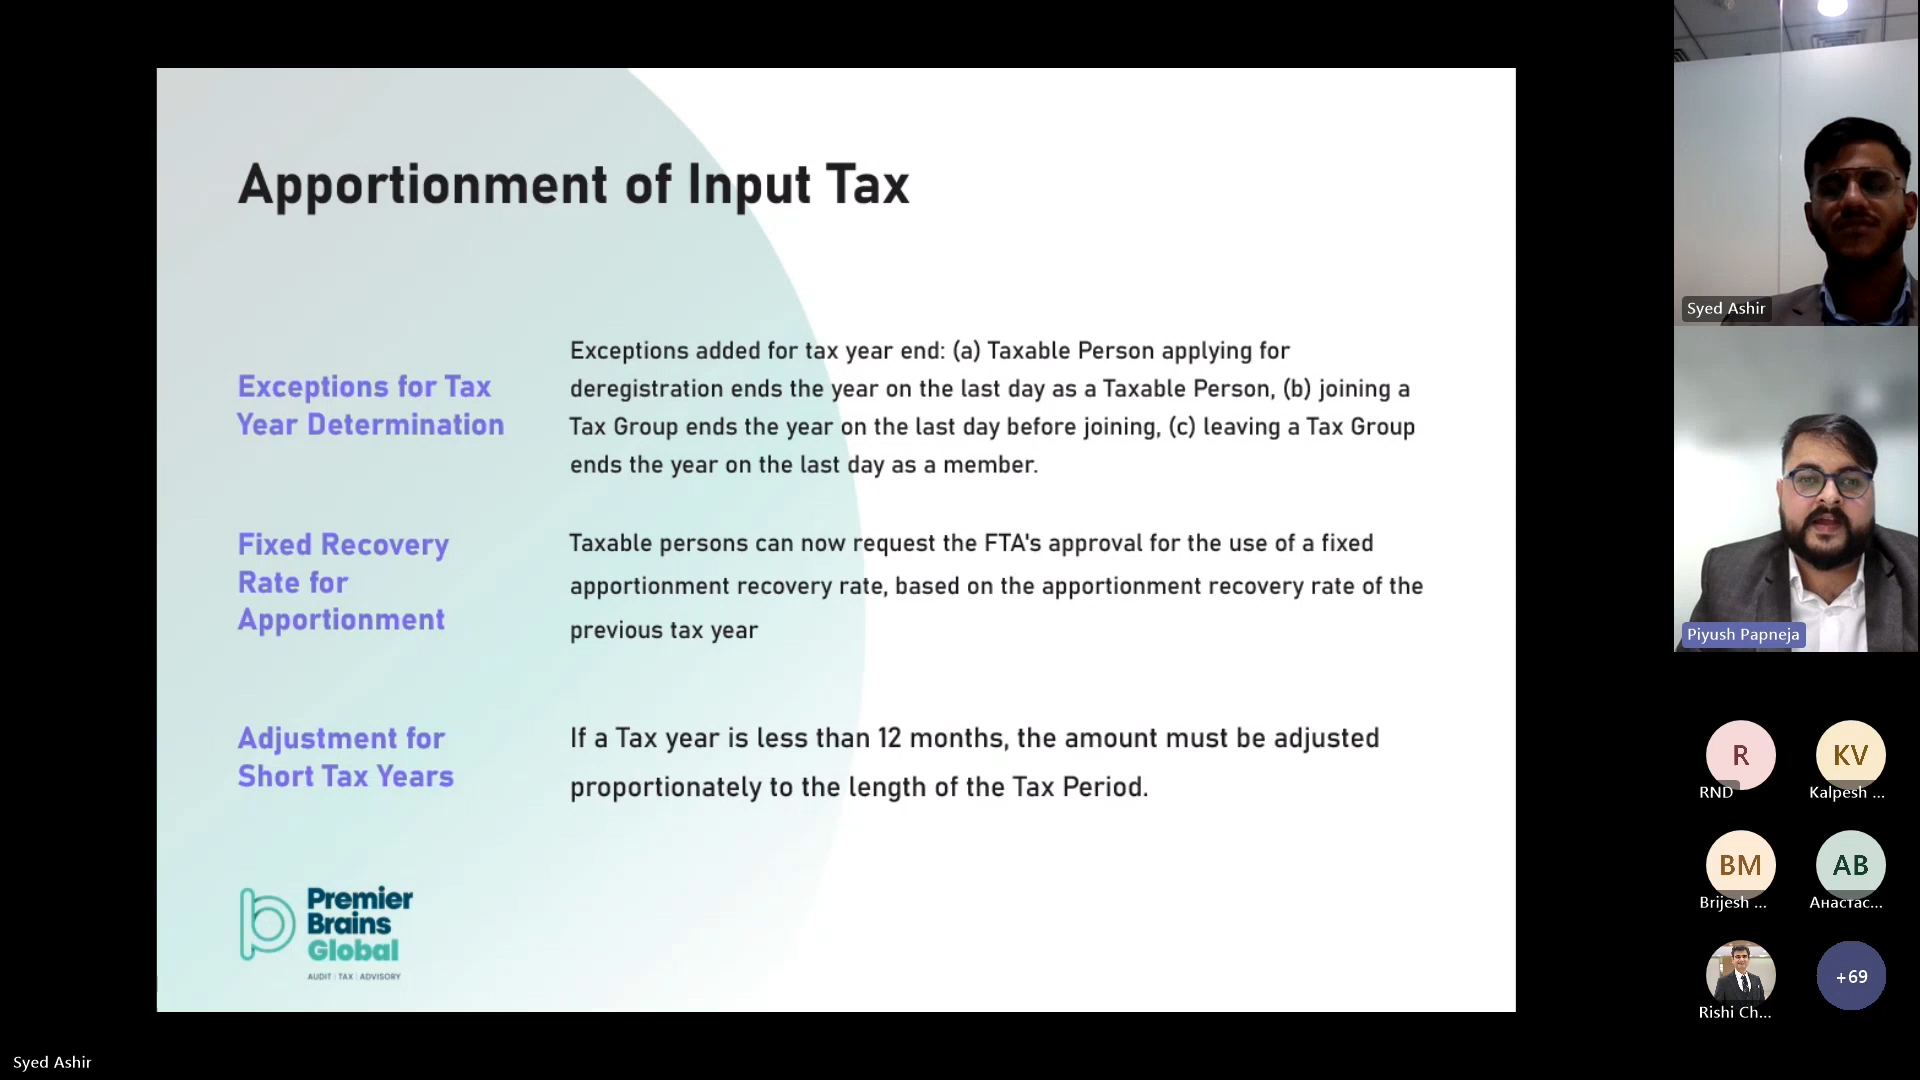 Apportionment of Input Tax
Exceptions for Tax
Year Determination
Exceptions added for tax year end: (a) Taxable Person applying for
deregistration ends the year on the last day as a Taxable Person, (b) joining a
Tax Group ends the year on the last day before joining, (c) leaving a Tax Group
ends the year on the last day as a member.
Fixed Recovery
Rate for
Apportionment
Taxable persons can now request the FTA's approval for the use of a fixed
apportionment recovery rate, based on the apportionment recovery rate of the
previous tax year
Adjustment for
Short Tax Years
If a Tax year is less than 12 months, the amount must be adjusted
proportionately to the length of the Tax Period.
Premier
Brains
Global
AUDIT | TAX | ADVISORY
Syed Ashir
Syed Ashir
Piyush Papneja
R
RND
KV
Kalpesh ...
BM
Brijesh ...
AB
Анастас...
Rishi Ch...
+69